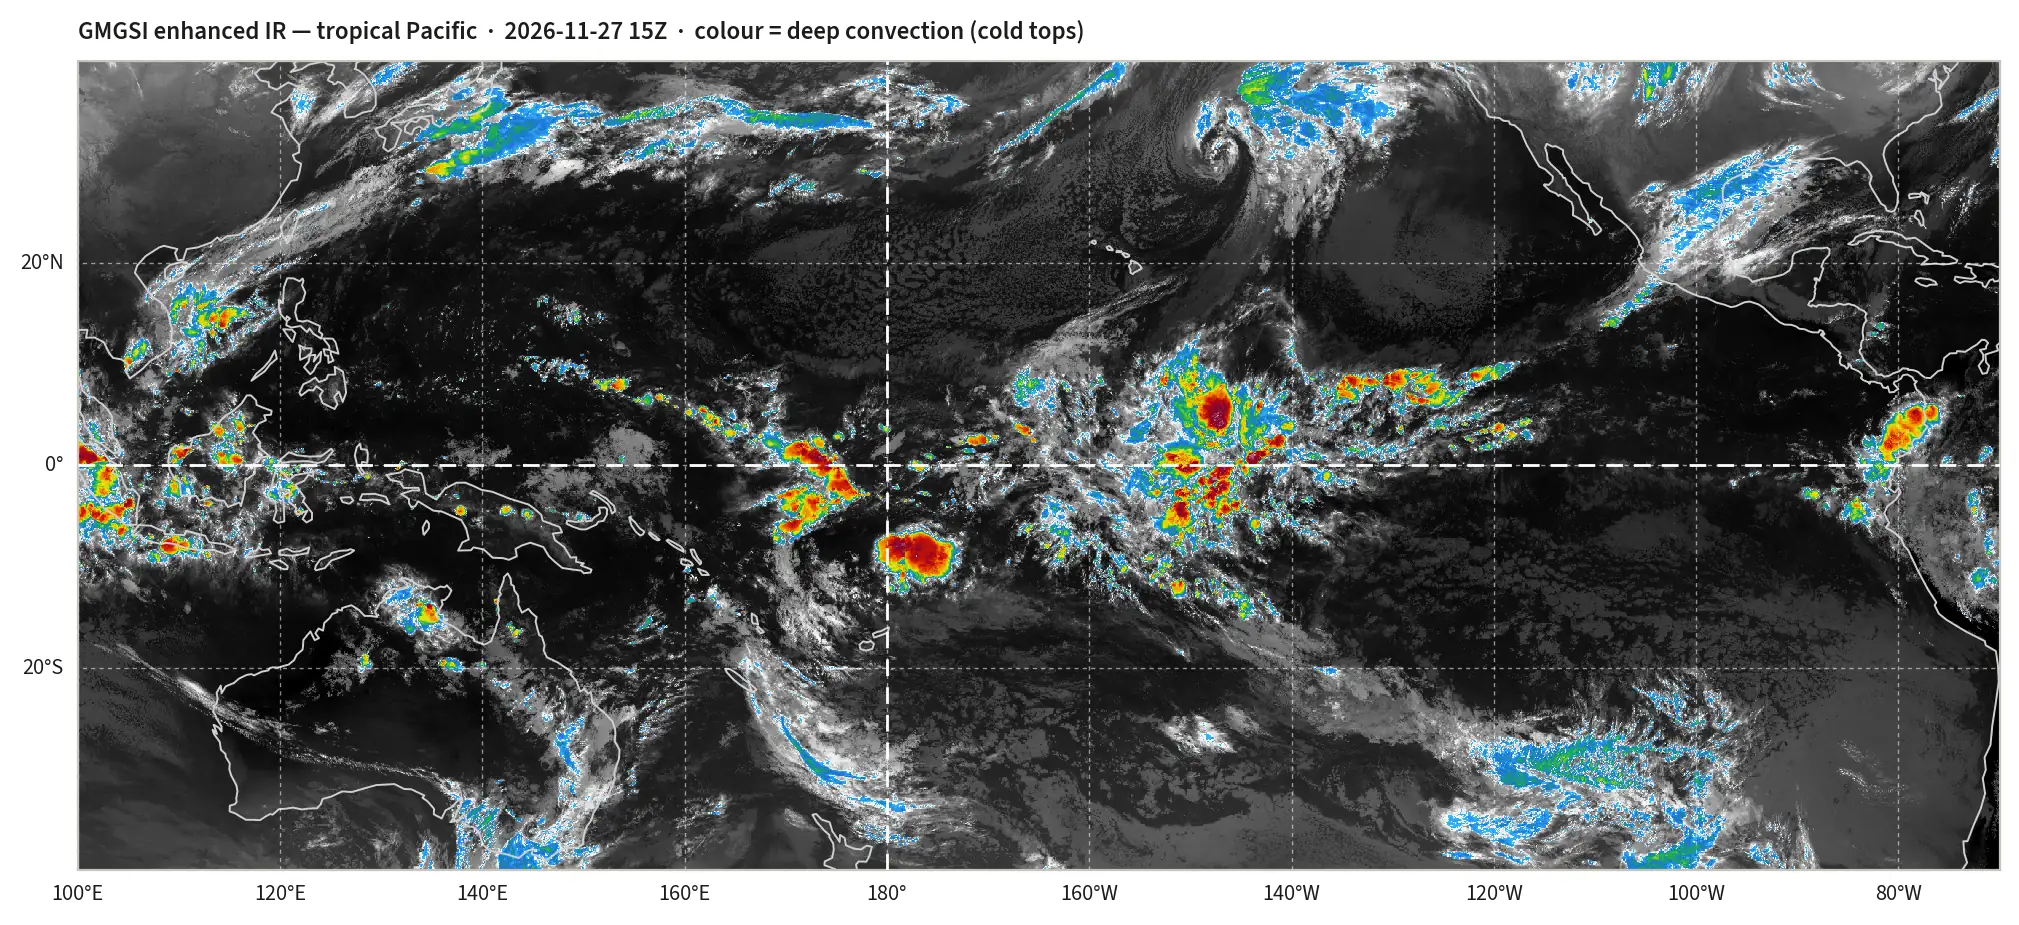 GMGSI enhanced IR — tropical Pacific · 2026-11-27 15Z · colour = deep convection (cold tops)
20°N
0°
20°S
100°E 120°E 140°E 160°E 180° 160°W 140°W 120°W 100°W 80°W